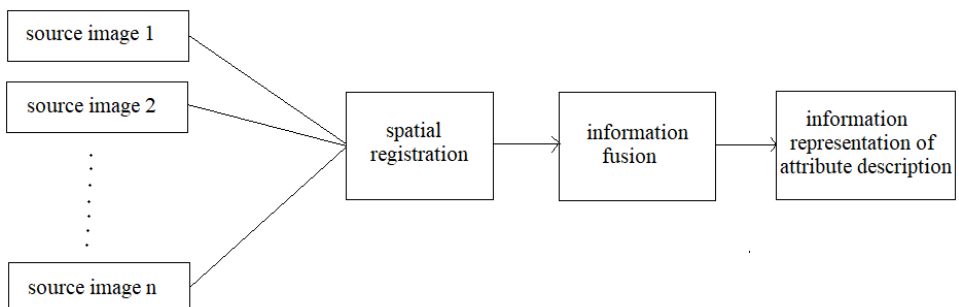 source image 1
source image 2
source image n
spatial
registration
information
fusion
information
representation of
attribute description